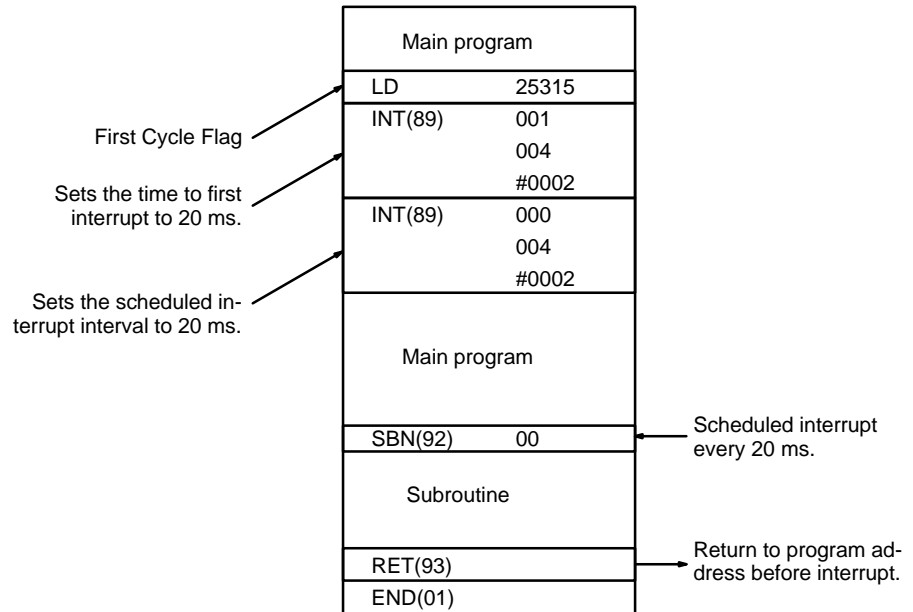 Main program
LD 25315
First Cycle Flag
INT(89) 001
004
#0002
Sets the time to first
interrupt to 20 ms.
INT(89) 000
004
#0002
Sets the scheduled in-
terrupt interval to 20 ms.
Main program
SBN(92) 00
Scheduled interrupt
every 20 ms.
Subroutine
RET(93)
Return to program ad-
dress before interrupt.
END(01)